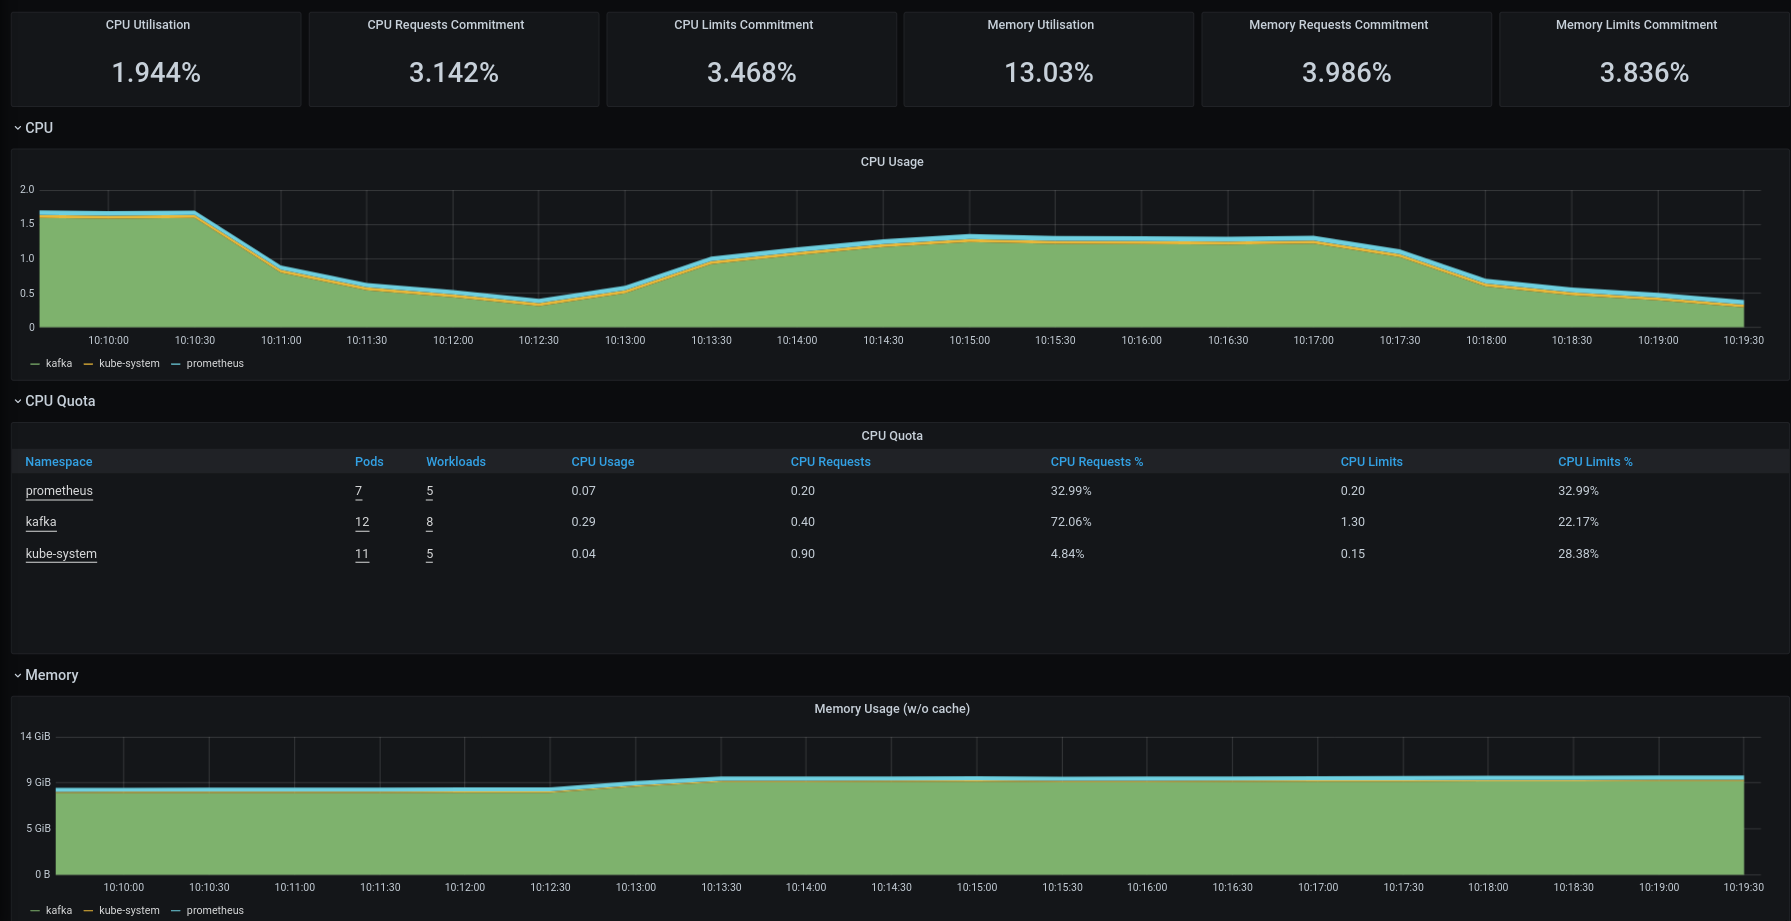 CPU Utilisation CPU Requests Commitment CPU Limits Commitment Memory Utilisation Memory Requests Commitment Memory Limits Commitment
1.944% 3.142% 3.468% 13.03% 3.986% 3.836%
CPU
CPU Usage
2.0
1.5
1.0
0.5
0
10:10:00 10:10:30 10:11:00 10:11:30 10:12:00 10:12:30 10:13:00 10:13:30 10:14:00 10:14:30 10:15:00 10:15:30 10:16:00 10:16:30 10:17:00 10:17:30 10:18:00 10:18:30 10:19:00 10:19:30
kafka kube-system prometheus
CPU Quota
CPU Quota
Namespace Pods Workloads CPU Usage CPU Requests CPU Requests % CPU Limits CPU Limits %
prometheus 7 5 0.07 0.20 32.99% 0.20 32.99%
kafka 12 8 0.29 0.40 72.06% 1.30 22.17%
kube-system 11 5 0.04 0.90 4.84% 0.15 28.38%
Memory
Memory Usage (w/o cache)
14 GiB
9 GiB
5 GiB
0 B
10:10:00 10:10:30 10:11:00 10:11:30 10:12:00 10:12:30 10:13:00 10:13:30 10:14:00 10:14:30 10:15:00 10:15:30 10:16:00 10:16:30 10:17:00 10:17:30 10:18:00 10:18:30 10:19:00 10:19:30
kafka kube-system prometheus